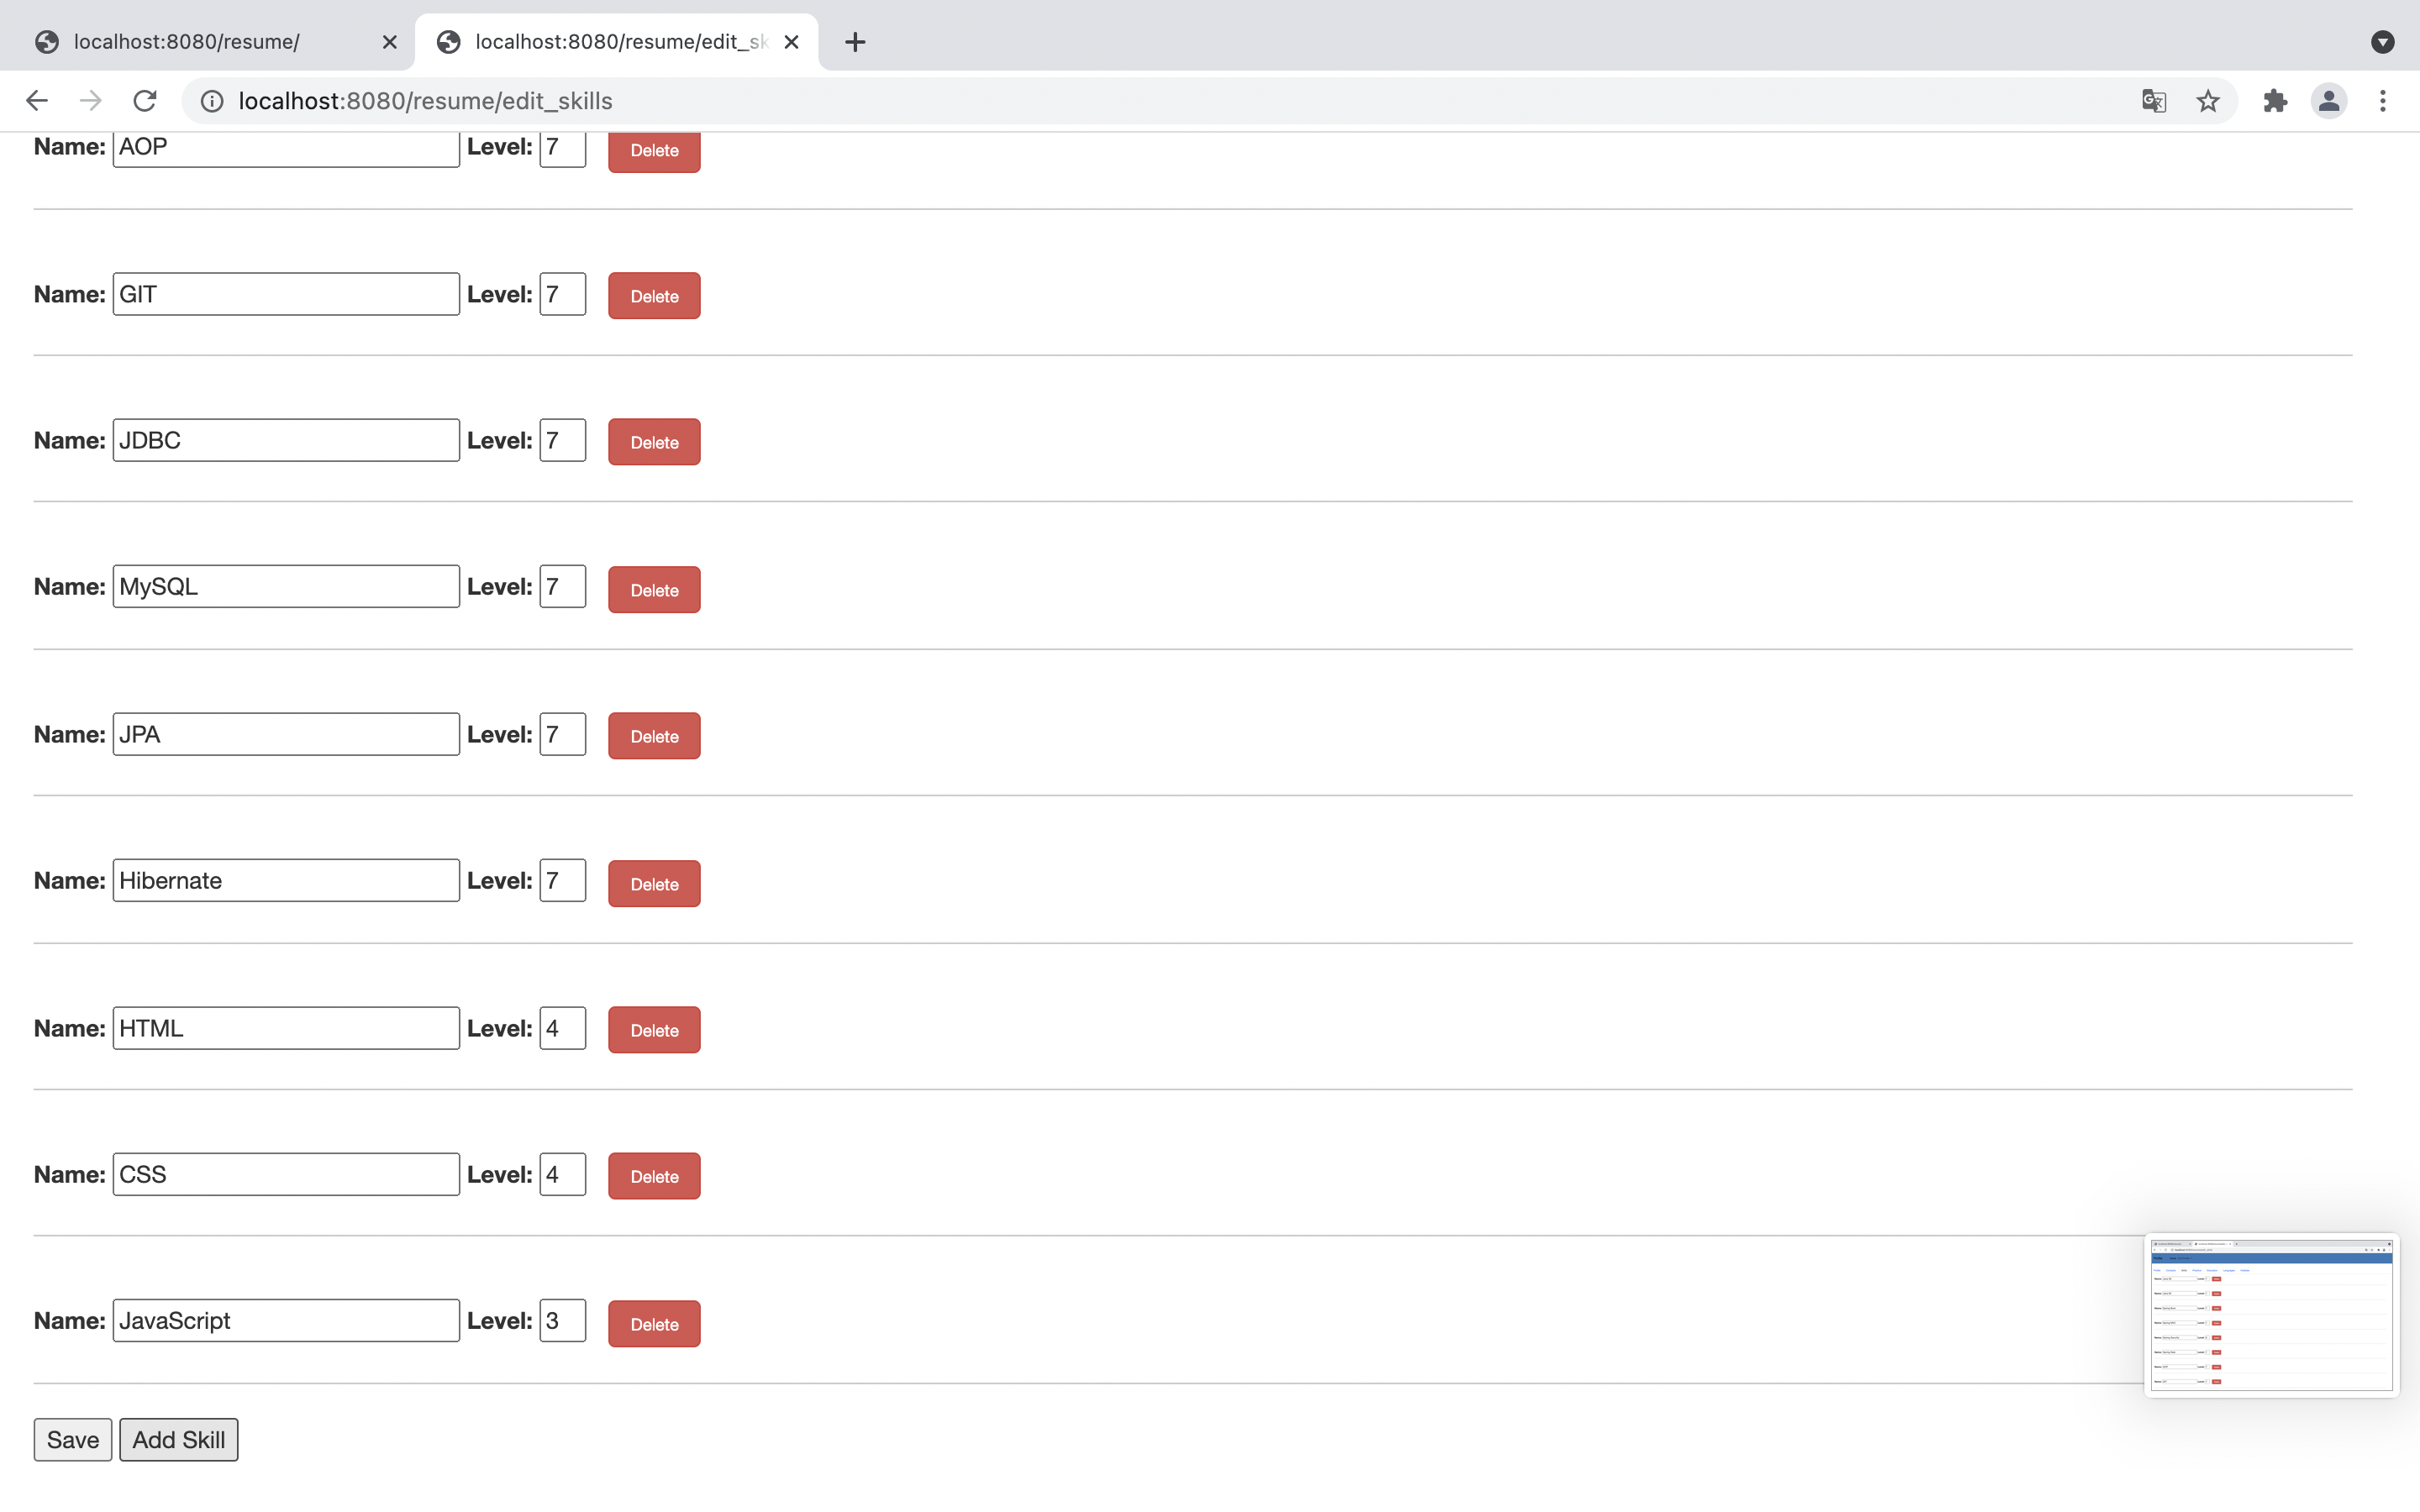 localhost:8080/resume/
localhost:8080/resume/edit_sk
localhost:8080/resume/edit_skills
Name: AOP Level: 7 Delete
Name: GIT Level: 7 Delete
Name: JDBC Level: 7 Delete
Name: MySQL Level: 7 Delete
Name: JPA Level: 7 Delete
Name: Hibernate Level: 7 Delete
Name: HTML Level: 4 Delete
Name: CSS Level: 4 Delete
Name: JavaScript Level: 3 Delete
Save Add Skill